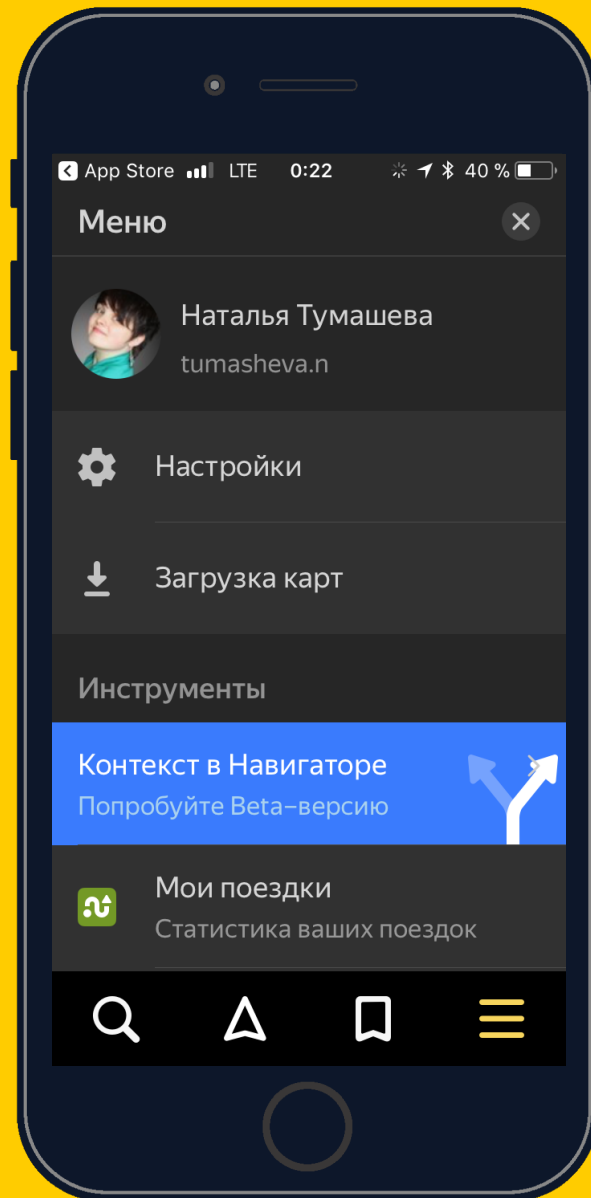 App Store LTE 0:22 40 %
Меню
Наталья Тумашева
tumasheva.n
Настройки
Загрузка карт
Инструменты
Контекст в Навигаторе
Попробуйте Beta-версию
Мои поездки
Статистика ваших поездок